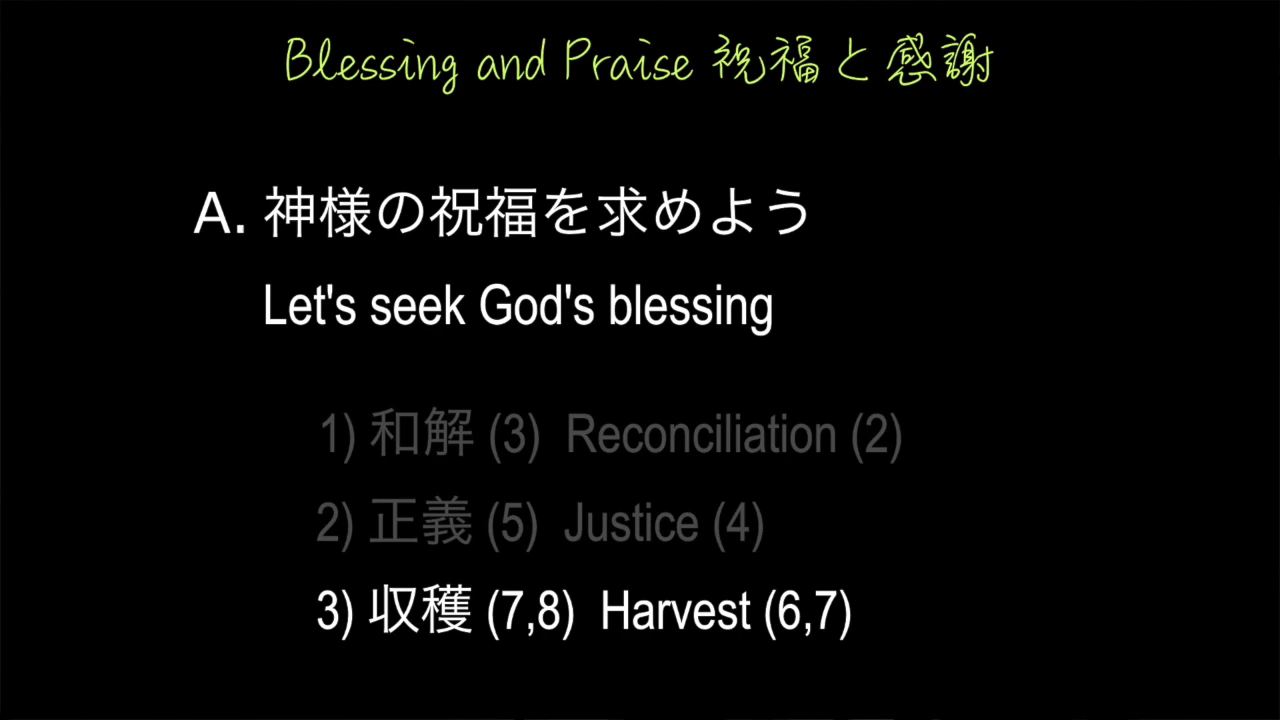 Blessing and Praise 祝福と感謝
A. 神様の祝福を求めよう
Let's seek God's blessing
1) 和解 (3) Reconciliation (2)
2) 正義 (5) Justice (4)
3) 収穫 (7,8) Harvest (6,7)